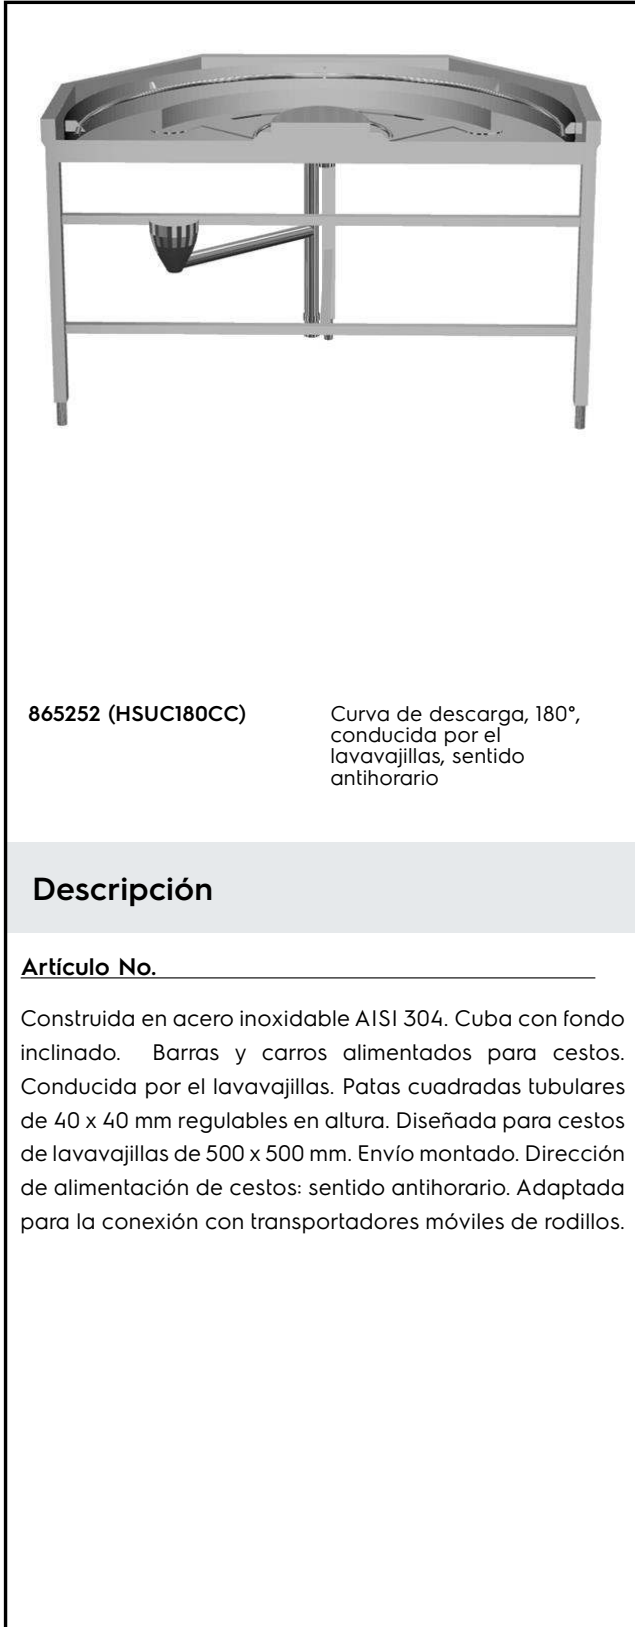 865252 (HSUC180CC)
Curva de descarga, 180°,
conducida por el
lavavajillas, sentido
antihorario
Descripción
Artículo No.
Construida en acero inoxidable AISI 304. Cuba con fondo
inclinado. Barras y carros alimentados para cestos.
Conducida por el lavavajillas. Patas cuadradas tubulares
de 40 x 40 mm regulables en altura. Diseñada para cestos
de lavavajillas de 500 x 500 mm. Envío montado. Dirección
de alimentación de cestos: sentido antihorario. Adaptada
para la conexión con transportadores móviles de rodillos.